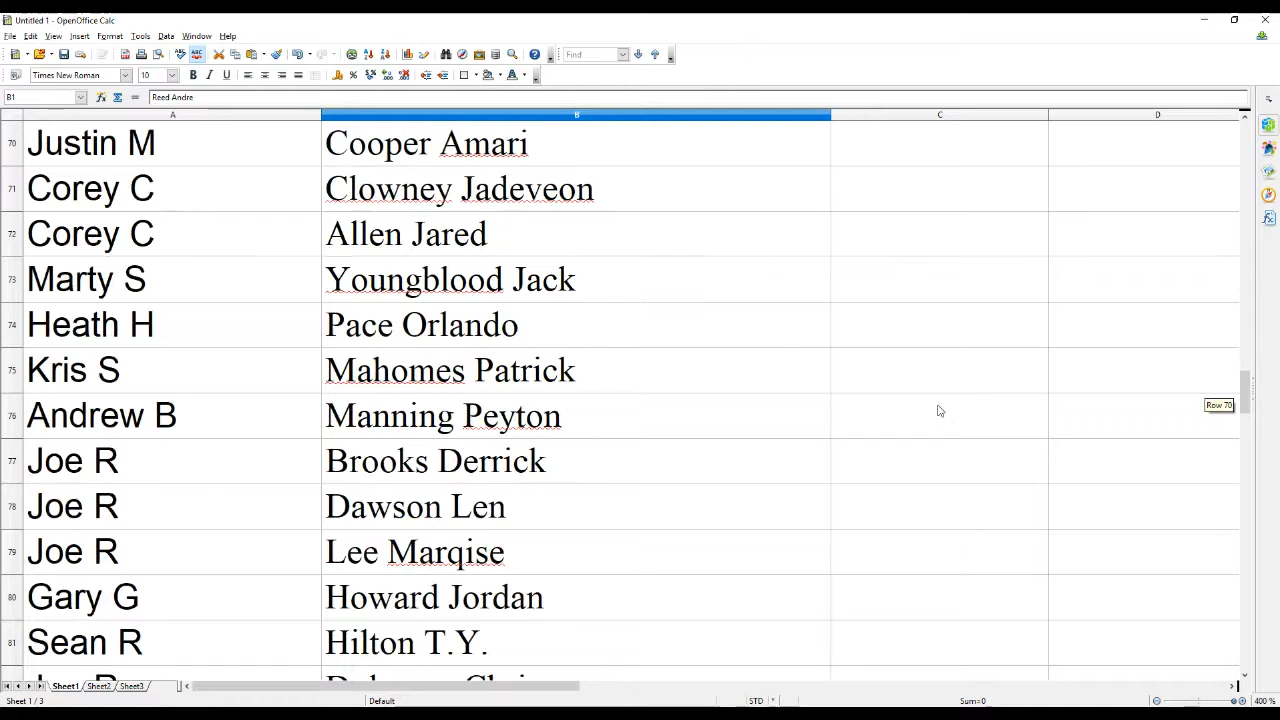 Untitled 1 - OpenOffice Calc
File Edit View Insert Format Tools Data Window Help
Find
Times New Roman 10
B1 Reed Andre
A B C D
70 Justin M Cooper Amari
71 Corey C Clowney Jadeveon
72 Corey C Allen Jared
73 Marty S Youngblood Jack
74 Heath H Pace Orlando
75 Kris S Mahomes Patrick
76 Andrew B Manning Peyton
Row 70
77 Joe R Brooks Derrick
78 Joe R Dawson Len
79 Joe R Lee Marqise
80 Gary G Howard Jordan
81 Sean R Hilton T.Y.
Sheet1 Sheet2 Sheet3
Sheet 1 / 3 Default STD * Sum=0 400 %